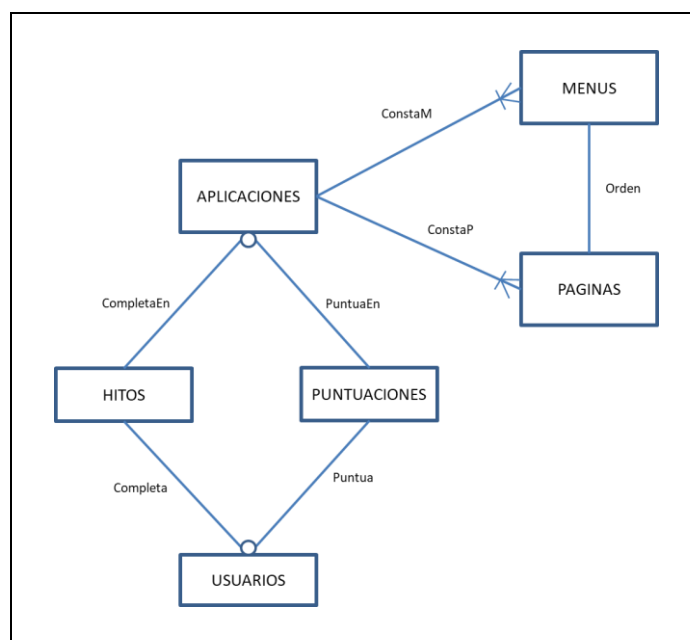 MENUS
ConstaM
APLICACIONES
Orden
ConstaP
PAGINAS
CompletaEn
PuntuaEn
HITOS
PUNTUACIONES
Completa
Puntua
USUARIOS